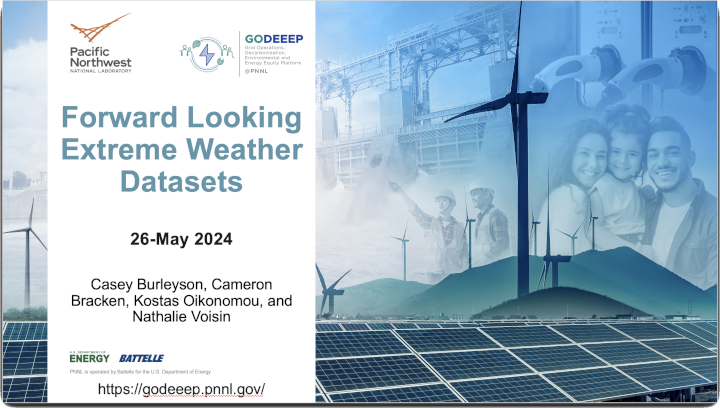 Pacific
Northwest
NATIONAL LABORATORY
GODEEEP
Grid Operations,
Decarbonization,
Environmental and
Energy Equity Platform
@PNNL
Forward Looking
Extreme Weather
Datasets
26-May 2024
Casey Burleyson, Cameron
Bracken, Kostas Oikonomou, and
Nathalie Voisin
U.S. DEPARTMENT OF
ENERGY BATTELLE
PNNL is operated by Battelle for the U.S. Department of Energy
https://godeeep.pnnl.gov/